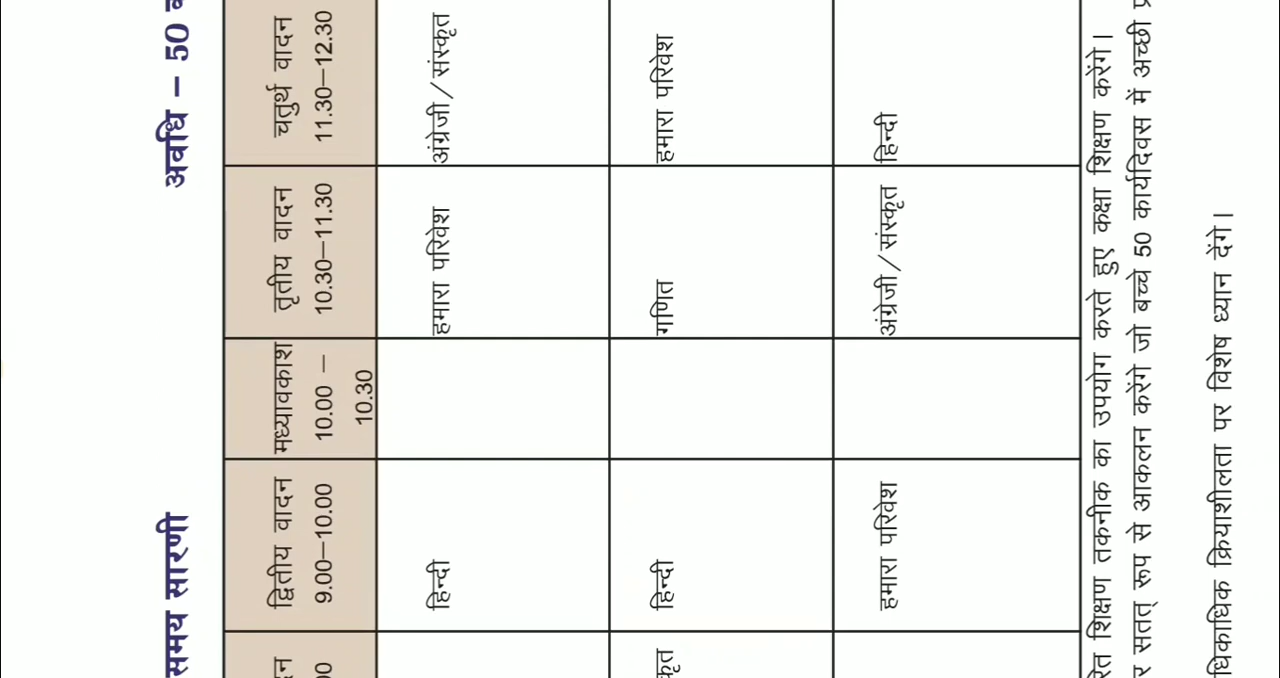 समय सारणी अवधि – 50
द्वितीय वादन मध्यावकाश तृतीय वादन चतुर्थ वादन
9.00–10.00 10.00 – 10.30–11.30 11.30–12.30
10.30
हिन्दी हमारा परिवेश अंग्रेजी / संस्कृत
हिन्दी गणित हमारा परिवेश
हमारा परिवेश अंग्रेजी / संस्कृत हिन्दी
शिक्षण तकनीक का उपयोग करते हुए कक्षा शिक्षण करेंगे।
सतत् रूप से आकलन करेंगे जो बच्चे 50 कार्यदिवस में अच्छी
क्रियाशीलता पर विशेष ध्यान देंगे।